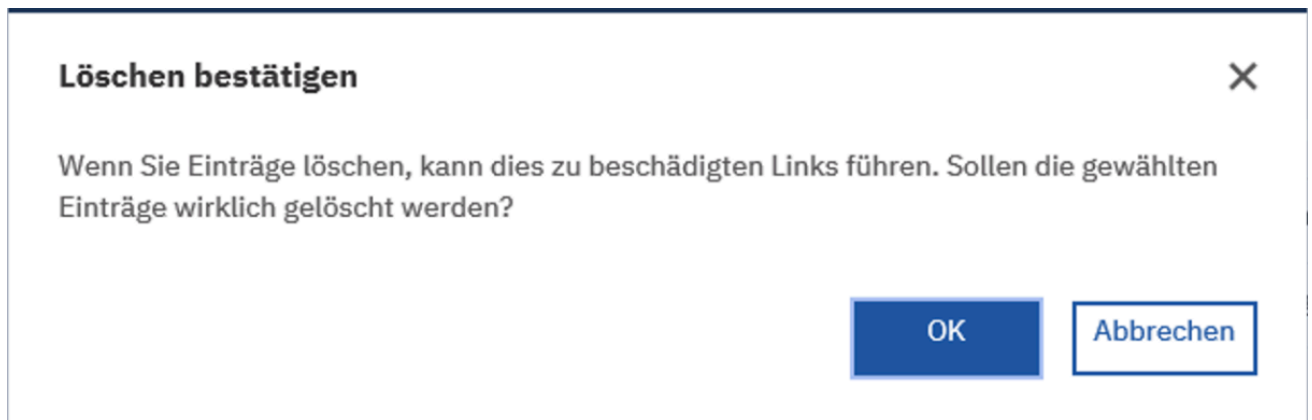 Löschen bestätigen
Wenn Sie Einträge löschen, kann dies zu beschädigten Links führen. Sollen die gewählten
Einträge wirklich gelöscht werden?
OK
Abbrechen